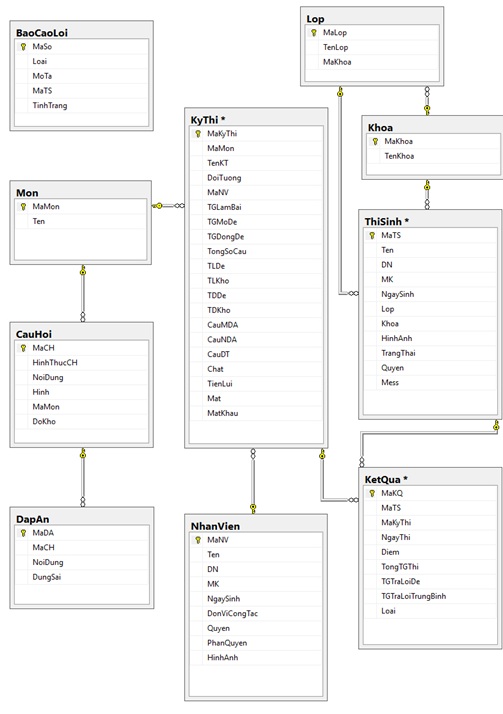 BaoCaoLoi
MaSo
Loai
MoTa
MaTS
TinhTrang
Lop
MaLop
TenLop
MaKhoa
KyThi *
MaKyThi
MaMon
TenKT
DoiTuong
MaNV
TGLamBai
TGMoDe
TGDongDe
TongSoCau
TLDe
TLKho
TDDe
TDKho
CauMDA
CauNDA
CauDT
Chat
TienLui
Mat
MatKhau
Khoa
MaKhoa
TenKhoa
Mon
MaMon
Ten
ThiSinh *
MaTS
Ten
DN
MK
NgaySinh
Lop
Khoa
HinhAnh
TrangThai
Quyen
Mess
CauHoi
MaCH
HinhThucCH
NoiDung
Hinh
MaMon
DoKho
KetQua *
MaKQ
MaTS
MaKyThi
NgayThi
Diem
TongTGThi
TGTraLoiDe
TGTraLoiTrungBinh
Loai
DapAn
MaDA
MaCH
NoiDung
DungSai
NhanVien
MaNV
Ten
DN
MK
NgaySinh
DonViCongTac
Quyen
PhanQuyen
HinhAnh